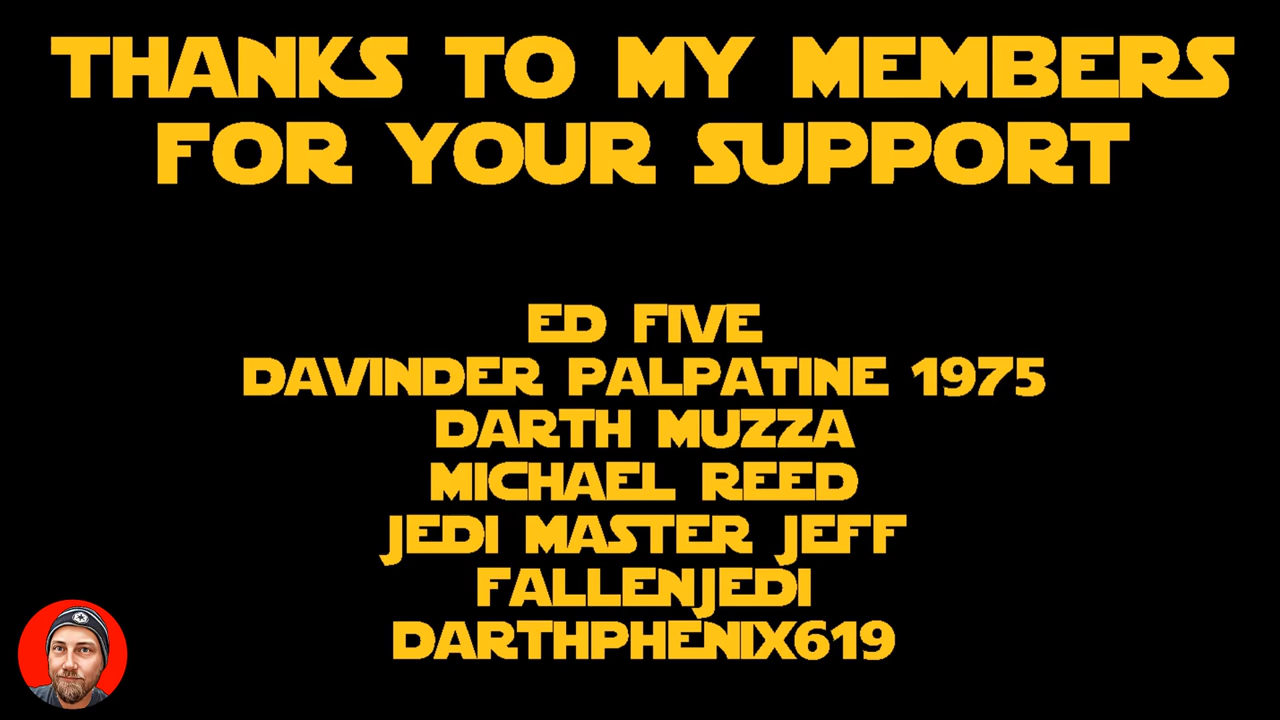 THANKS TO MY MEMBERS
FOR YOUR SUPPORT
ED FIVE
DAVINDER PALPATINE 1975
DARTH MUZZA
MICHAEL REED
JEDI MASTER JEFF
FALLENJEDI
DARTHPHENIX619